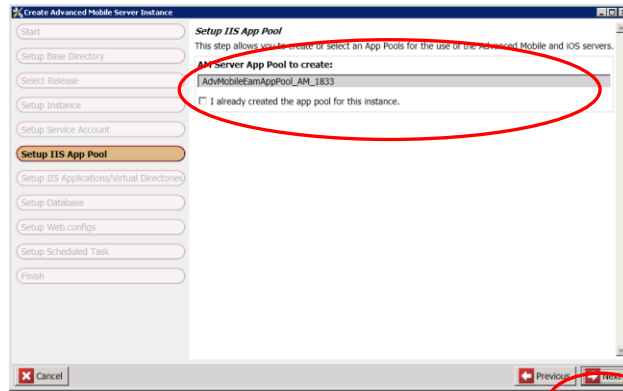 Create Advanced Mobile Server Instance
Start
Setup Base Directory
Select Release
Setup Instance
Setup Service Account
Setup IIS App Pool
Setup IIS Applications/Virtual Directories
Setup Database
Setup Web.configs
Setup Scheduled Task
Finish
Setup IIS App Pool
This step allows you to create or select an App Pools for the use of the Advanced Mobile and iOS servers.
AM Server App Pool to create:
AdvMobileEamAppPool_AM_1833
I already created the app pool for this instance.
Cancel
Previous
Next